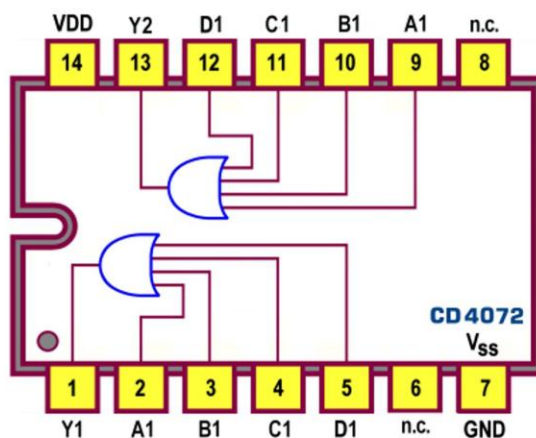 VDD Y2 D1 C1 B1 A1 n.c.
14 13 12 11 10 9 8
CD4072
VSS
1 2 3 4 5 6 7
Y1 A1 B1 C1 D1 n.c. GND